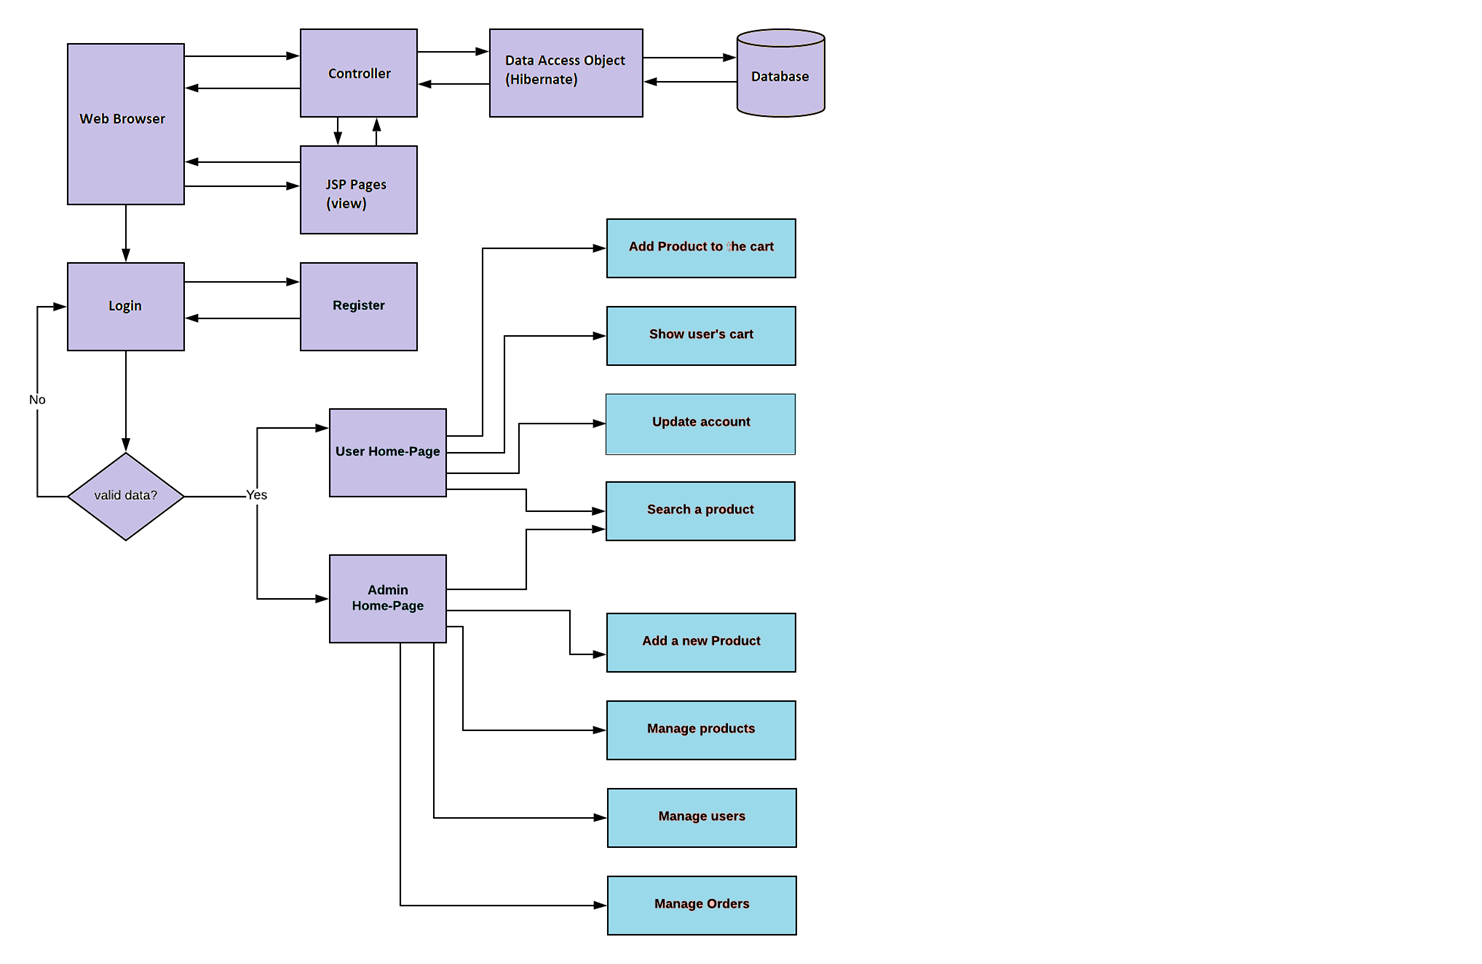 Web Browser
Controller
Data Access Object
(Hibernate)
Database
JSP Pages
(view)
Add Product to the cart
Login
Register
Show user's cart
No
User Home-Page
Update account
valid data?
Yes
Search a product
Admin
Home-Page
Add a new Product
Manage products
Manage users
Manage Orders